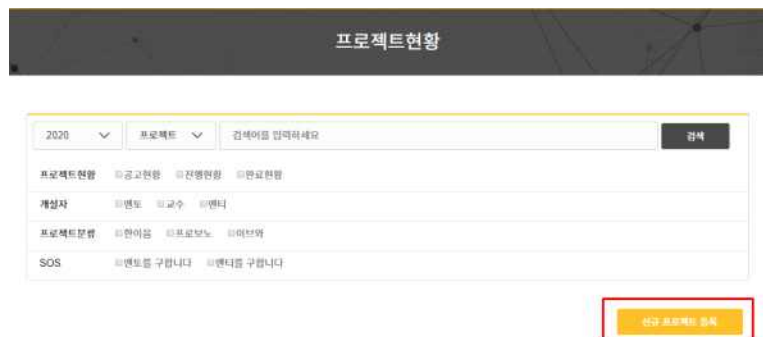 프로젝트현황
2020 프로젝트 검색어를 입력하세요 검색
프로젝트현황 공고현황 진행현황 완료현황
개설자 멘토 교수 멘티
프로젝트분류 한이음 프로보노 이브와
SOS 멘토를 구합니다 멘티를 구합니다
신규 프로젝트 등록